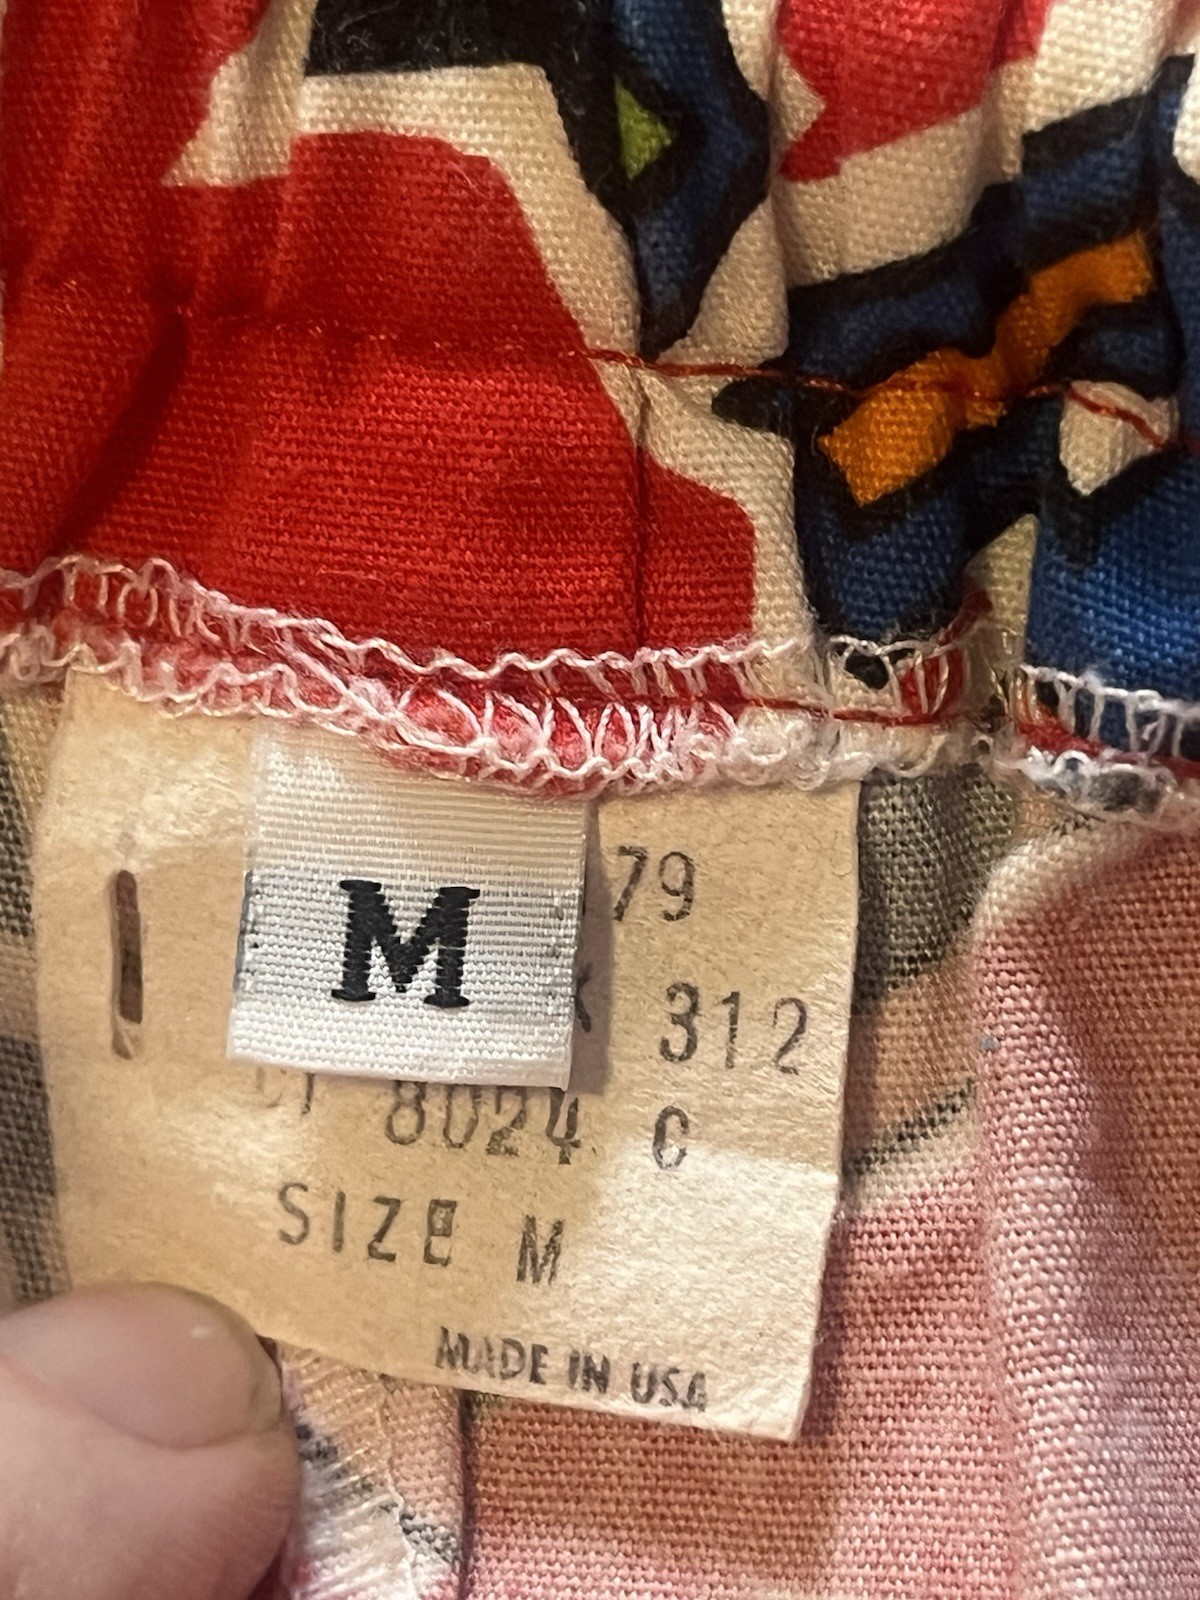 M
79
312
8024 C
SIZE M
MADE IN USA